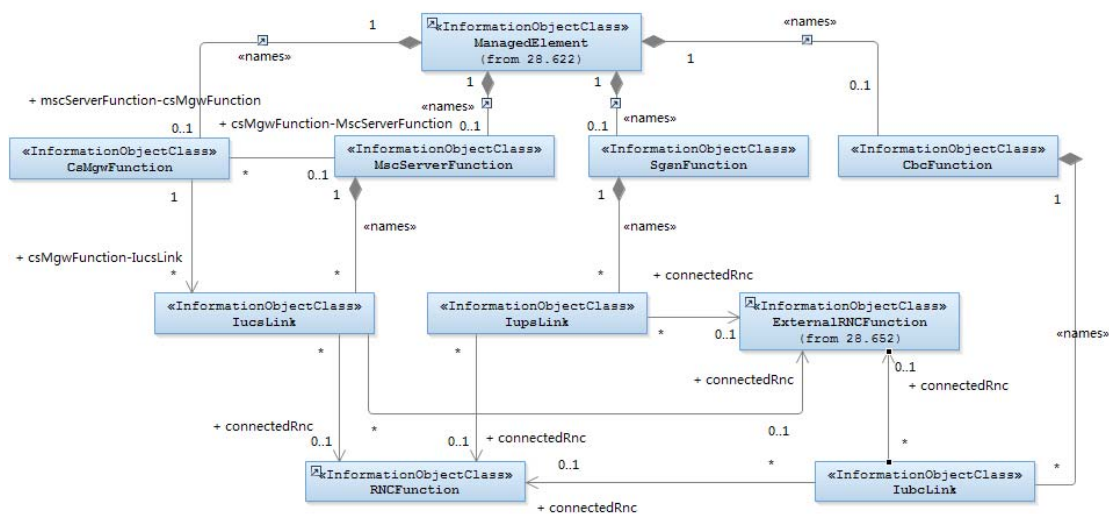 1
«InformationObjectClass»
ManagedElement
(from 28.622)
«names»
«names»
1
1
1
0..1
«names»
«names»
+ mscServerFunction-csMgwFunction
0..1
+ csMgwFunction-MscServerFunction
0..1
0..1
«InformationObjectClass»
CsMgwFunction
«InformationObjectClass»
MscServerFunction
«InformationObjectClass»
SgsnFunction
«InformationObjectClass»
CbcFunction
*
0..1
1
1
1
1
«names»
«names»
+ csMgwFunction-IucsLink
*
*
*
+ connectedRnc
«InformationObjectClass»
IucsLink
«InformationObjectClass»
IupsLink
«InformationObjectClass»
ExternalRNCFunction
(from 28.652)
*
0..1
«names»
*
*
0..1
+ connectedRnc
+ connectedRnc
+ connectedRnc
*
0..1
*
0..1
0..1
+ connectedRnc
0..1
*
*
«InformationObjectClass»
RNCFunction
«InformationObjectClass»
IubcLink
+ connectedRnc